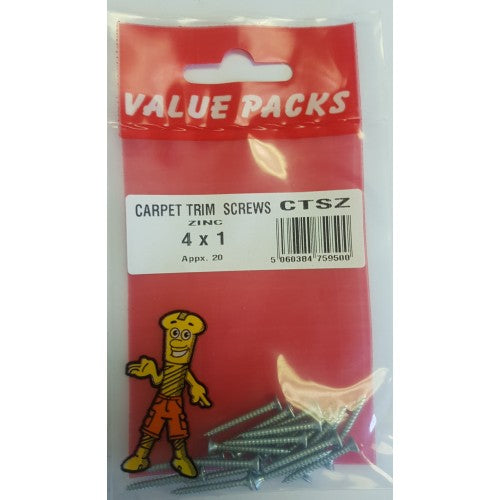 VALUE PACKS
CARPET TRIM SCREWS CTSZ
ZINC
4 x 1
Appx. 20
5 060384 759500